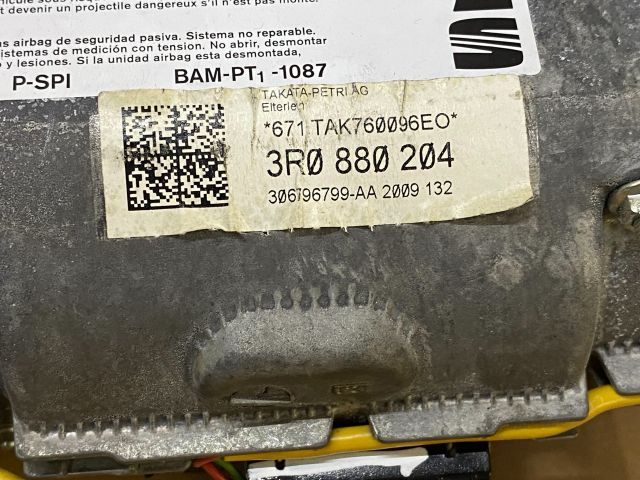 t devenir un projectile dangereux s'il n'est pas mont
as airbag de seguridad pasiva. Sistema no reparable.
sistemas de medición con tension. No abrir, desmontar
o y lesiones. Si la unidad airbag esta desmontada,
P-SPI BAM-PT1 -1087
TAKATA-PETRI AG
Elterlein
*671 TAK760096EO*
3R0 880 204
306796799-AA 2009 132